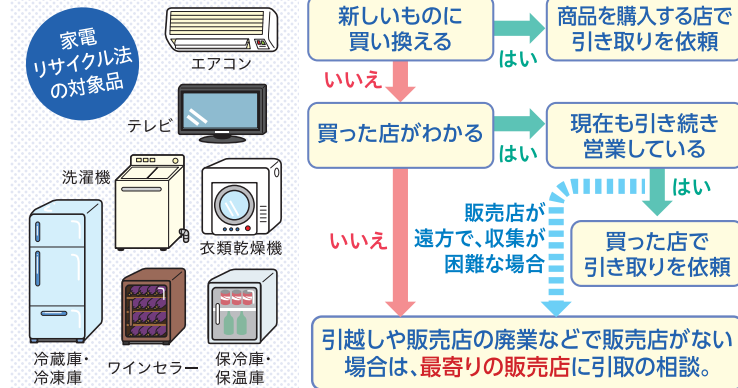 家電
リサイクル法
の対象品
エアコン
テレビ
洗濯機
衣類乾燥機
冷蔵庫・
冷凍庫
ワインセラー
保冷庫・
保温庫
新しいものに
買い換える
はい
商品を購入する店で
引き取りを依頼
いいえ
買った店がわかる
はい
現在も引き続き
営業している
はい
いいえ
販売店が
遠方で、収集が
困難な場合
買った店で
引き取りを依頼
引越しや販売店の廃業などで販売店がない
場合は、最寄りの販売店に引取の相談。